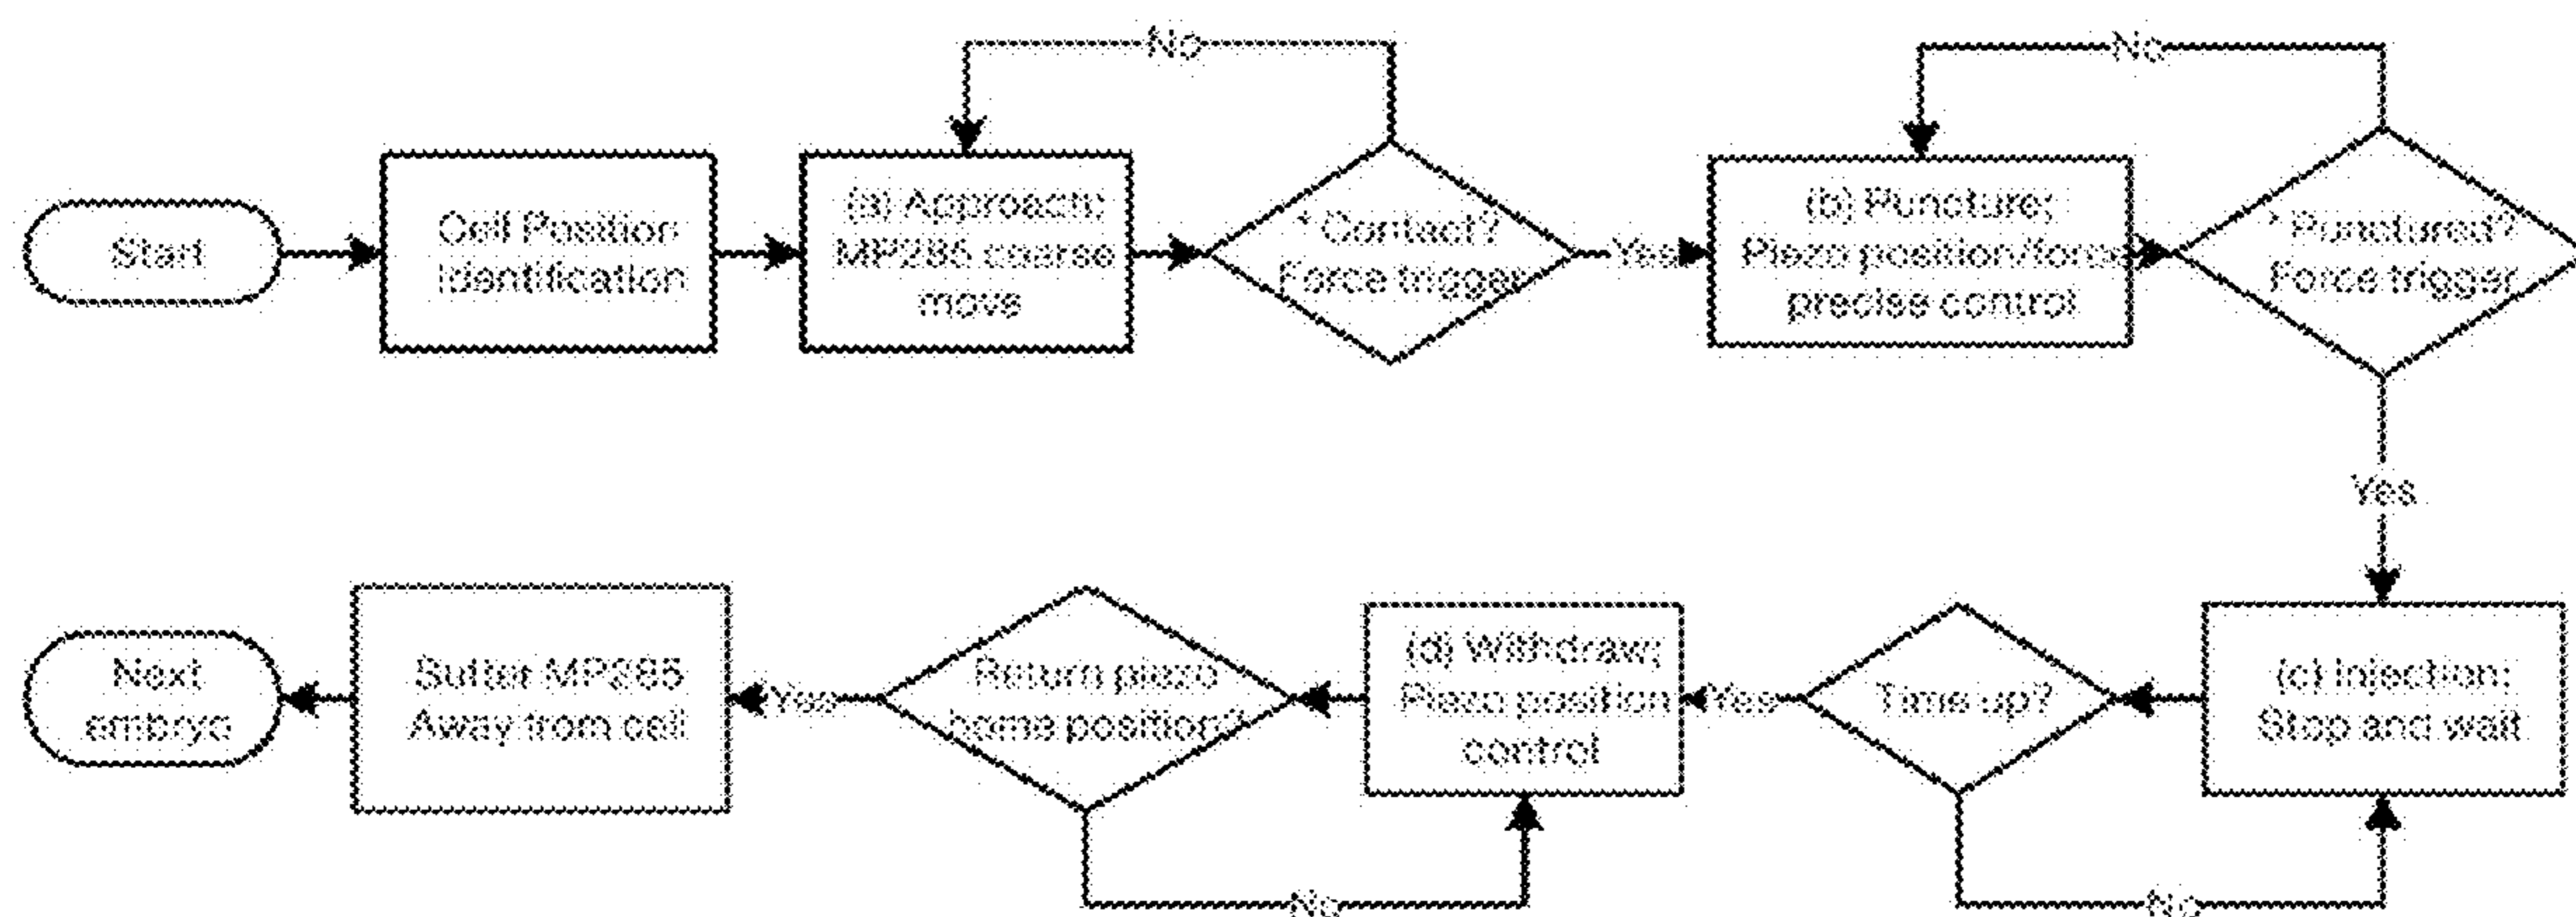 No
No
Start
Cell Position
Identification
(a) Approach;
MP285 coarse
move
* Contact?
Force trigger
Yes
(b) Puncture;
Piezo position/force
precise control
* Punctured?
Force trigger
Yes
Next
embryo
Sutter MP285
Away from cell
Yes
Return piezo
home position?
(d) Withdraw;
Piezo position
control
Yes
Time up?
(c) Injection;
Stop and wait
No
No